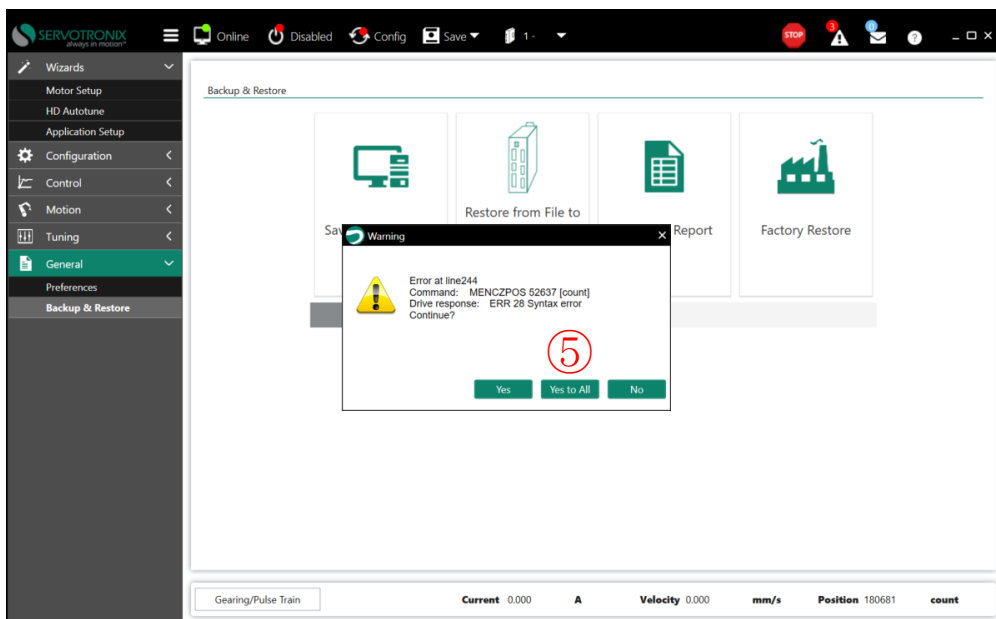 SERVOTRONIX
always in motion™
Online
Disabled
Config
Save
1 -
STOP
3
0
?
Wizards
Motor Setup
HD Autotune
Application Setup
Configuration
Control
Motion
Tuning
General
Preferences
Backup & Restore
Backup & Restore
Restore from File to
Sav
Report
Factory Restore
Warning
Error at line244
Command: MENCZPOS 52637 [count]
Drive response: ERR 28 Syntax error
Continue?
⑤
Yes
Yes to All
No
Gearing/Pulse Train
Current 0.000 A
Velocity 0.000 mm/s
Position 180681 count